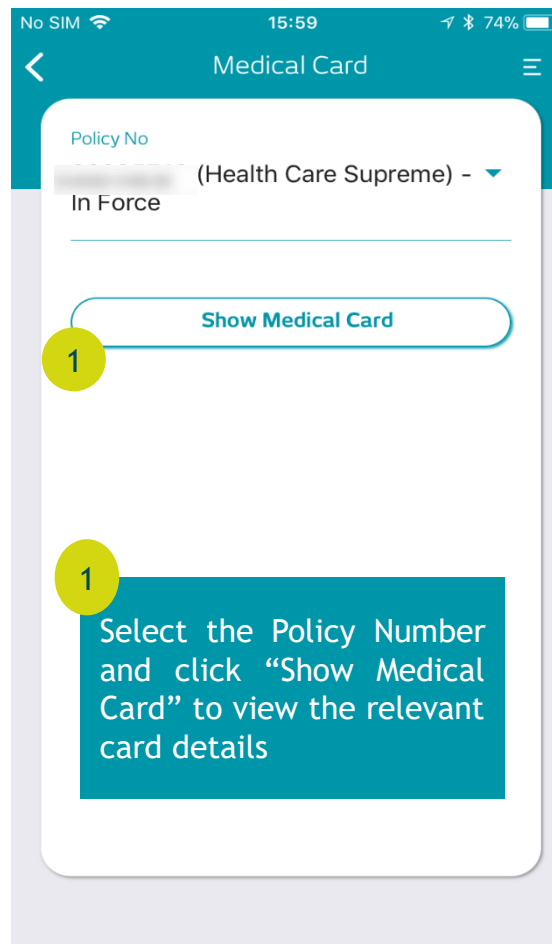 No SIM 15:59 74%
Medical Card
Policy No
(Health Care Supreme) -
In Force
Show Medical Card
1
1
Select the Policy Number
and click “Show Medical
Card” to view the relevant
card details